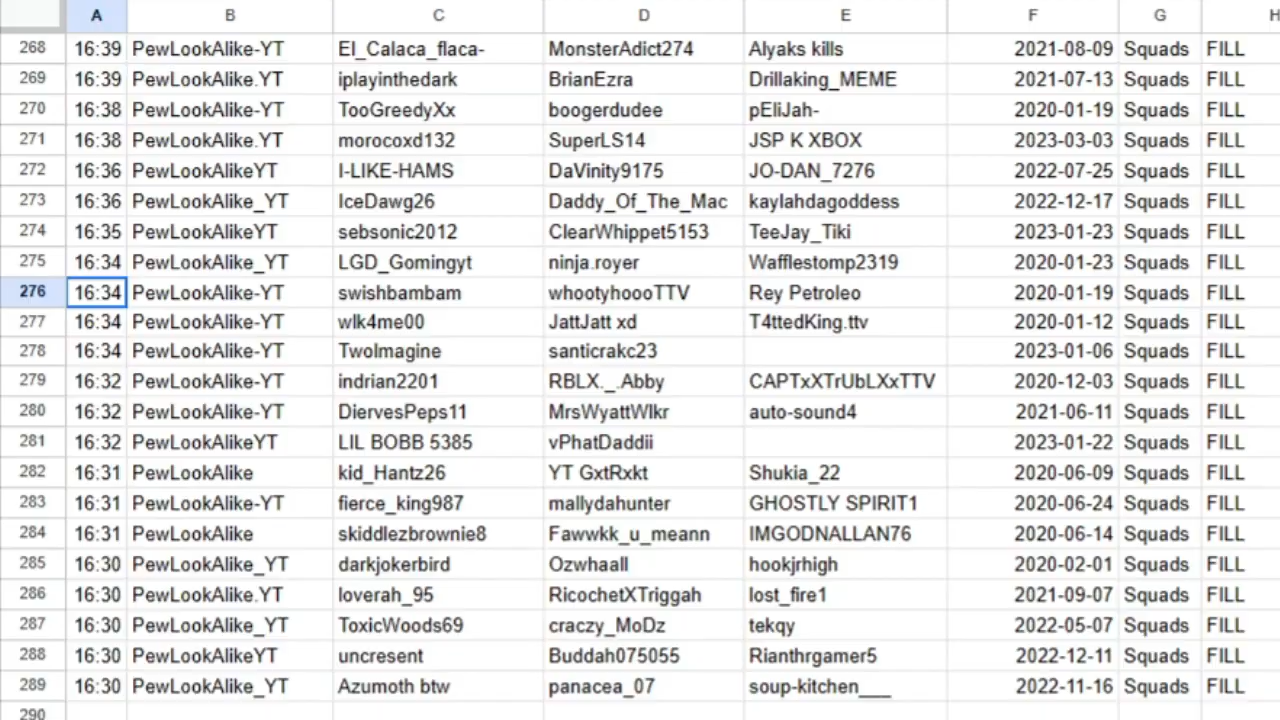 A B C D E F G H
268 16:39 PewLookAlike-YT El_Calaca_flaca- MonsterAdict274 Alyaks kills 2021-08-09 Squads FILL
269 16:39 PewLookAlike.YT iplayinthedark BrianEzra Drillaking_MEME 2021-07-13 Squads FILL
270 16:38 PewLookAlike-YT TooGreedyXx boogerdudee pEliJah- 2020-01-19 Squads FILL
271 16:38 PewLookAlike.YT morocoxd132 SuperLS14 JSP K XBOX 2023-03-03 Squads FILL
272 16:36 PewLookAlikeYT I-LIKE-HAMS DaVinity9175 JO-DAN_7276 2022-07-25 Squads FILL
273 16:36 PewLookAlike_YT IceDawg26 Daddy_Of_The_Mac kaylahdagoddess 2022-12-17 Squads FILL
274 16:35 PewLookAlikeYT sebsonic2012 ClearWhippet5153 TeeJay_Tiki 2023-01-23 Squads FILL
275 16:34 PewLookAlike_YT LGD_Gomingyt ninja.royer Wafflestomp2319 2020-01-23 Squads FILL
276 16:34 PewLookAlike-YT swishbambam whootyhoooTTV Rey Petroleo 2020-01-19 Squads FILL
277 16:34 PewLookAlike-YT wlk4me00 JattJatt xd T4ttedKing.ttv 2020-01-12 Squads FILL
278 16:34 PewLookAlike-YT TwoImagine santicrakc23 2023-01-06 Squads FILL
279 16:32 PewLookAlike-YT indrian2201 RBLX._.Abby CAPTxXTrUbLXxTTV 2020-12-03 Squads FILL
280 16:32 PewLookAlike-YT DiervesPeps11 MrsWyattWlkr auto-sound4 2021-06-11 Squads FILL
281 16:32 PewLookAlikeYT LIL BOBB 5385 vPhatDaddii 2023-01-22 Squads FILL
282 16:31 PewLookAlike kid_Hantz26 YT GxtRxkt Shukia_22 2020-06-09 Squads FILL
283 16:31 PewLookAlike-YT fierce_king987 mallydahunter GHOSTLY SPIRIT1 2020-06-24 Squads FILL
284 16:31 PewLookAlike skiddlezbrownie8 Fawwkk_u_meann IMGODNALLAN76 2020-06-14 Squads FILL
285 16:30 PewLookAlike_YT darkjokerbird Ozwhaall hookjrhigh 2020-02-01 Squads FILL
286 16:30 PewLookAlike.YT loverah_95 RicochetXTriggah lost_fire1 2021-09-07 Squads FILL
287 16:30 PewLookAlike_YT ToxicWoods69 craczy_MoDz tekqy 2022-05-07 Squads FILL
288 16:30 PewLookAlikeYT uncresent Buddah075055 Rianthrgamer5 2022-12-11 Squads FILL
289 16:30 PewLookAlike_YT Azumoth btw panacea_07 soup-kitchen___ 2022-11-16 Squads FILL
290